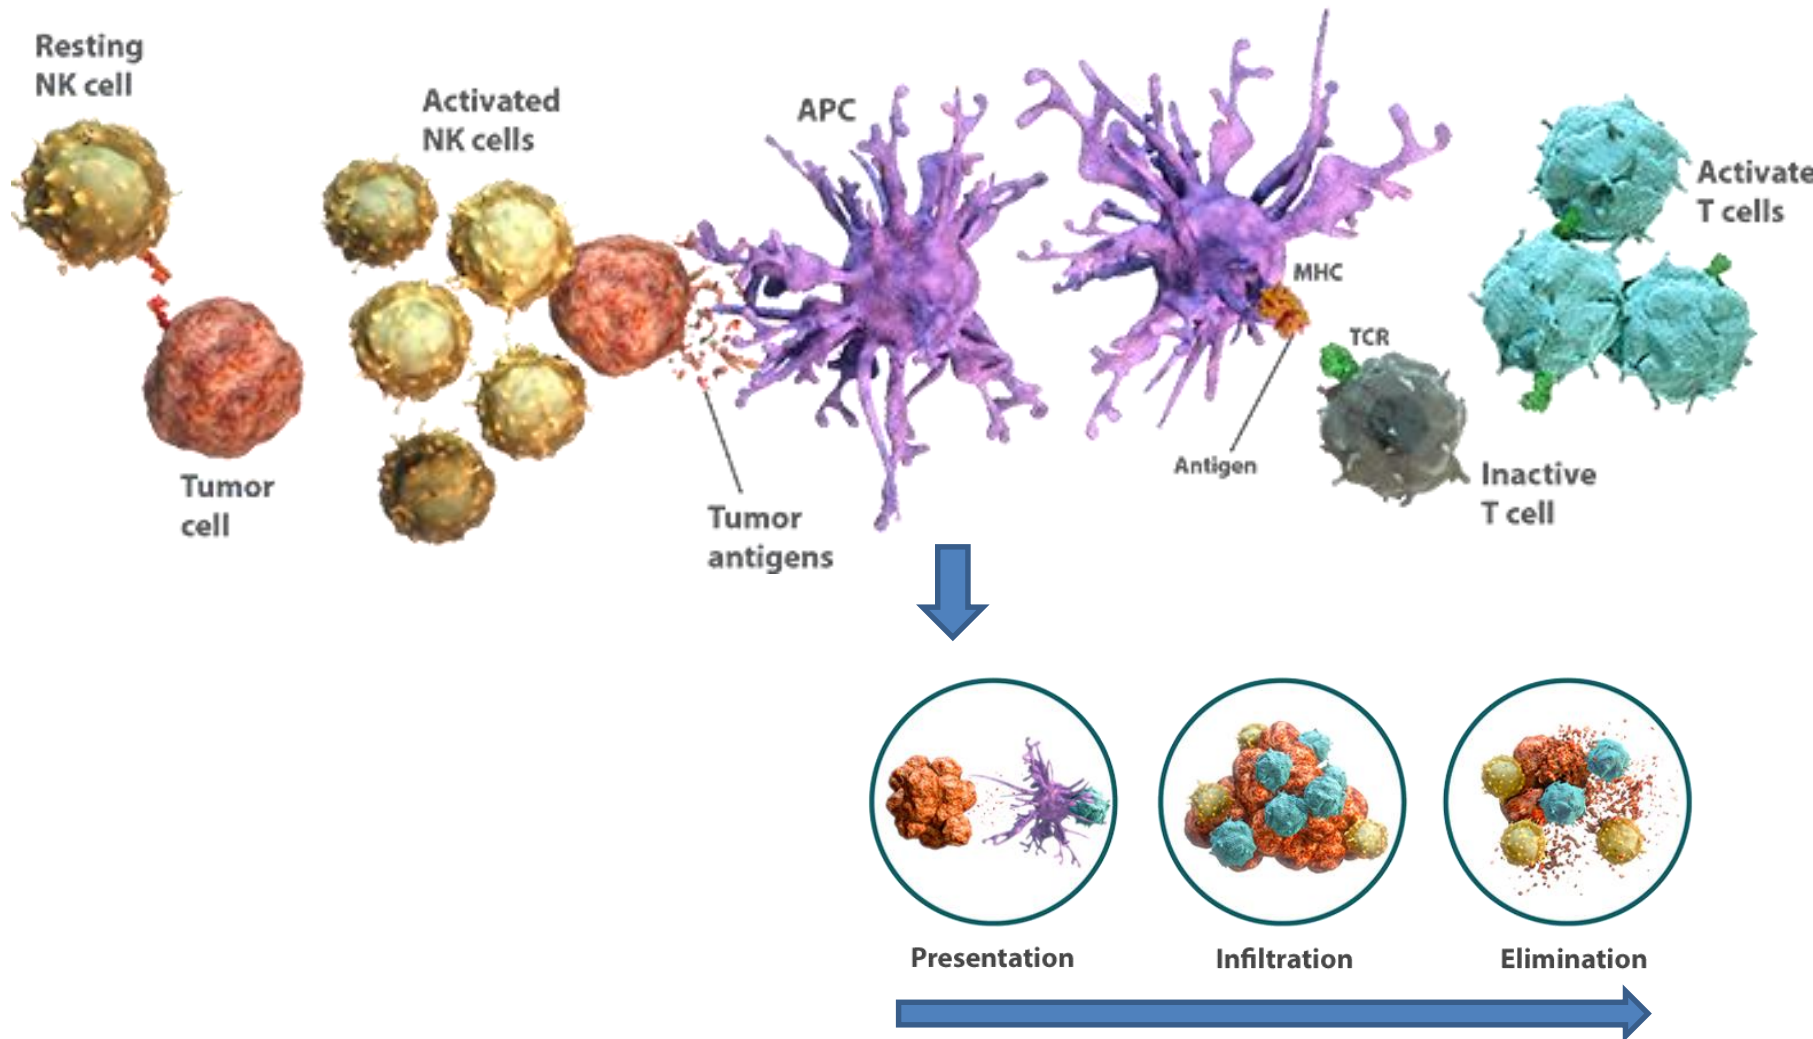 Resting
NK cell
Activated
NK cells
APC
MHC
Activate
T cells
TCR
Antigen
Inactive
T cell
Tumor
cell
Tumor
antigens
Presentation
Infiltration
Elimination